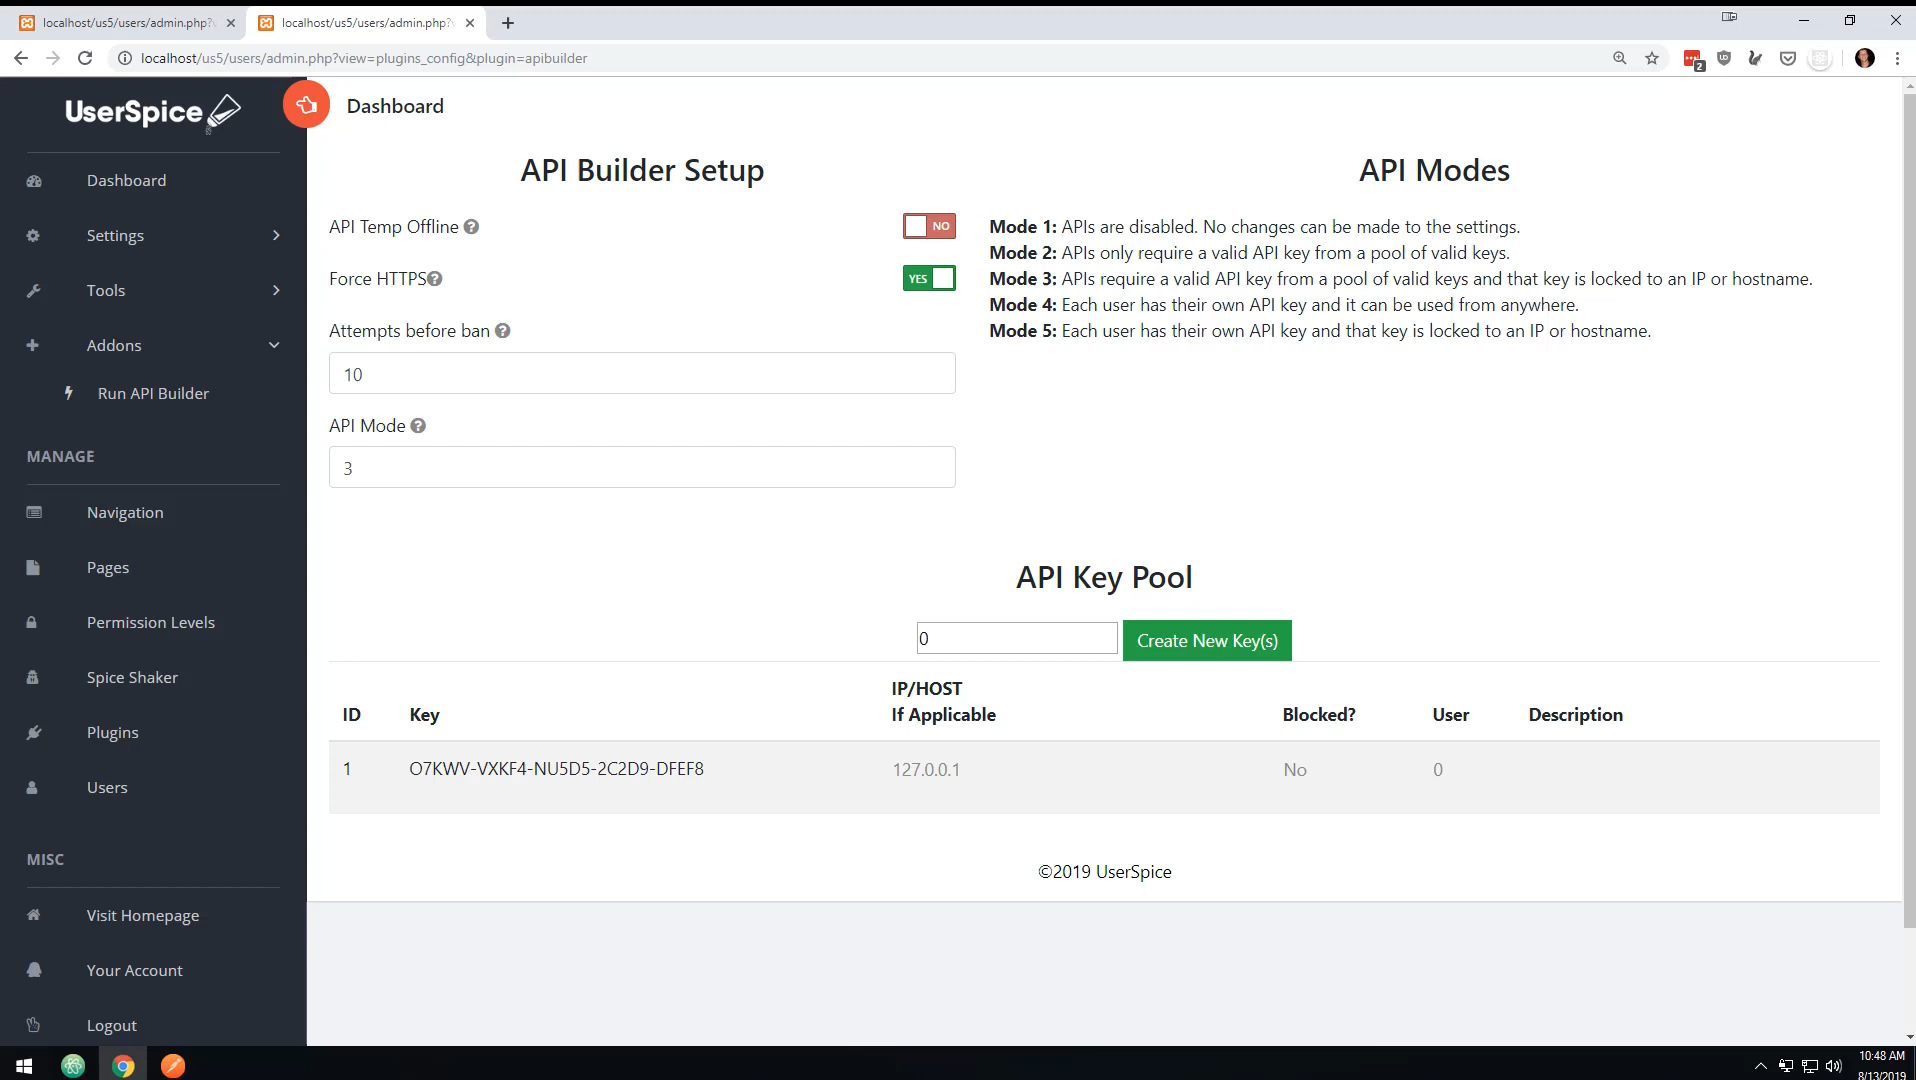 localhost/us5/users/admin.php?v
localhost/us5/users/admin.php?
localhost/us5/users/admin.php?view=plugins_config&plugin=apibuilder
2
UserSpice
Dashboard
Dashboard
Settings
Tools
Addons
Run API Builder
MANAGE
Navigation
Pages
Permission Levels
Spice Shaker
Plugins
Users
MISC
Visit Homepage
Your Account
Logout
API Builder Setup
API Temp Offline
NO
Force HTTPS
YES
Attempts before ban
10
API Mode
3
API Modes
Mode 1: APIs are disabled. No changes can be made to the settings.
Mode 2: APIs only require a valid API key from a pool of valid keys.
Mode 3: APIs require a valid API key from a pool of valid keys and that key is locked to an IP or hostname.
Mode 4: Each user has their own API key and it can be used from anywhere.
Mode 5: Each user has their own API key and that key is locked to an IP or hostname.
API Key Pool
0
Create New Key(s)
ID Key IP/HOST
If Applicable Blocked? User Description
1 O7KWV-VXKF4-NU5D5-2C2D9-DFEF8 127.0.0.1 No 0
©2019 UserSpice
10:48 AM
8/13/2019